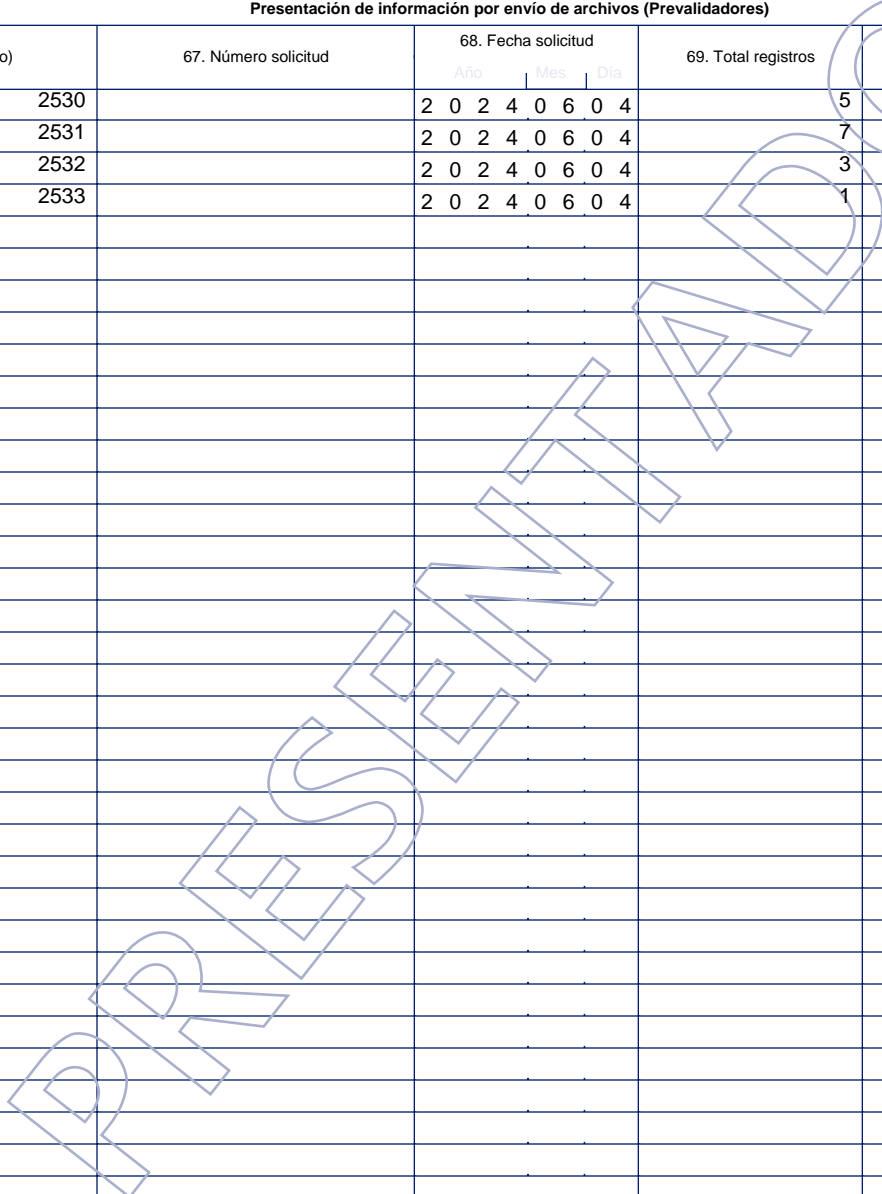 Presentación de información por envío de archivos (Prevalidadores)
o) 67. Número solicitud 68. Fecha solicitud 69. Total registros
Año Mes Día
2530 2 0 2 4 0 6 0 4 5
2531 2 0 2 4 0 6 0 4 7
2532 2 0 2 4 0 6 0 4 3
2533 2 0 2 4 0 6 0 4 1
PRESENTADO